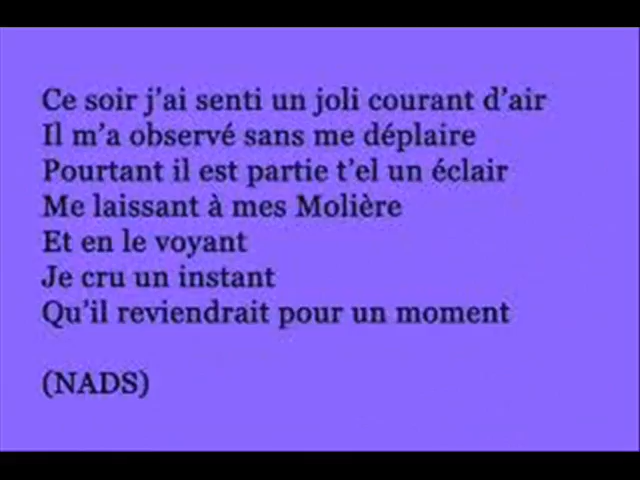 Ce soir j'ai senti un joli courant d'air
Il m'a observé sans me déplaire
Pourtant il est partie t'el un éclair
Me laissant à mes Molière
Et en le voyant
Je cru un instant
Qu'il reviendrait pour un moment
(NADS)